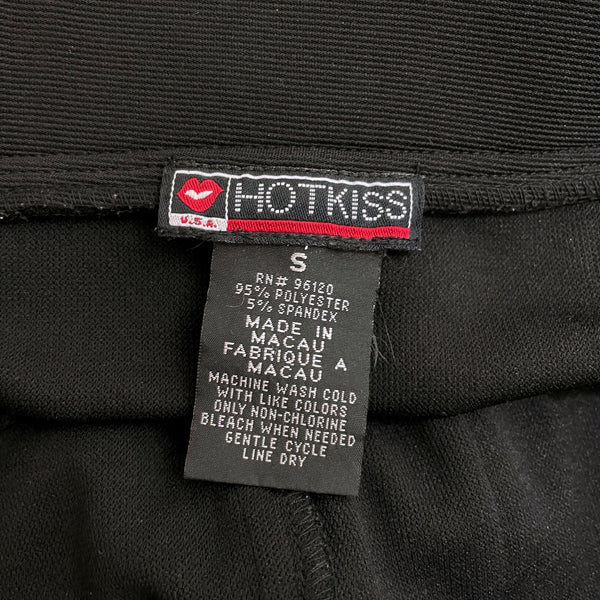 HOTKISS
U.S.A.
S
RN# 96120
95% POLYESTER
5% SPANDEX
MADE IN
MACAU
FABRIQUE A
MACAU
MACHINE WASH COLD
WITH LIKE COLORS
ONLY NON-CHLORINE
BLEACH WHEN NEEDED
GENTLE CYCLE
LINE DRY